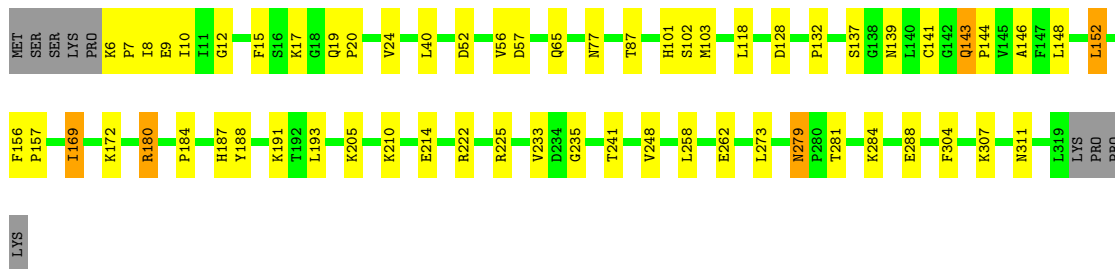 MET SER SER LYS PRO K6 P7 I8 E9 I10 I11 G12 F15 S16 K17 G18 Q19 P20 V24 L40 D52 V56 D57 Q65 N77 T87 H101 S102 M103 L118 D128 P132 S137 G138 N139 L140 C141 G142 Q143 P144 V145 A146 F147 L148 L152
F156 P157 I169 K172 R180 P184 H187 Y188 K191 T192 L193 K205 K210 E214 R222 R225 V233 D234 G235 T241 V248 L258 E262 L273 N279 P280 T281 K284 E288 F304 K307 N311 L319 LYS PRO PRO
LYS